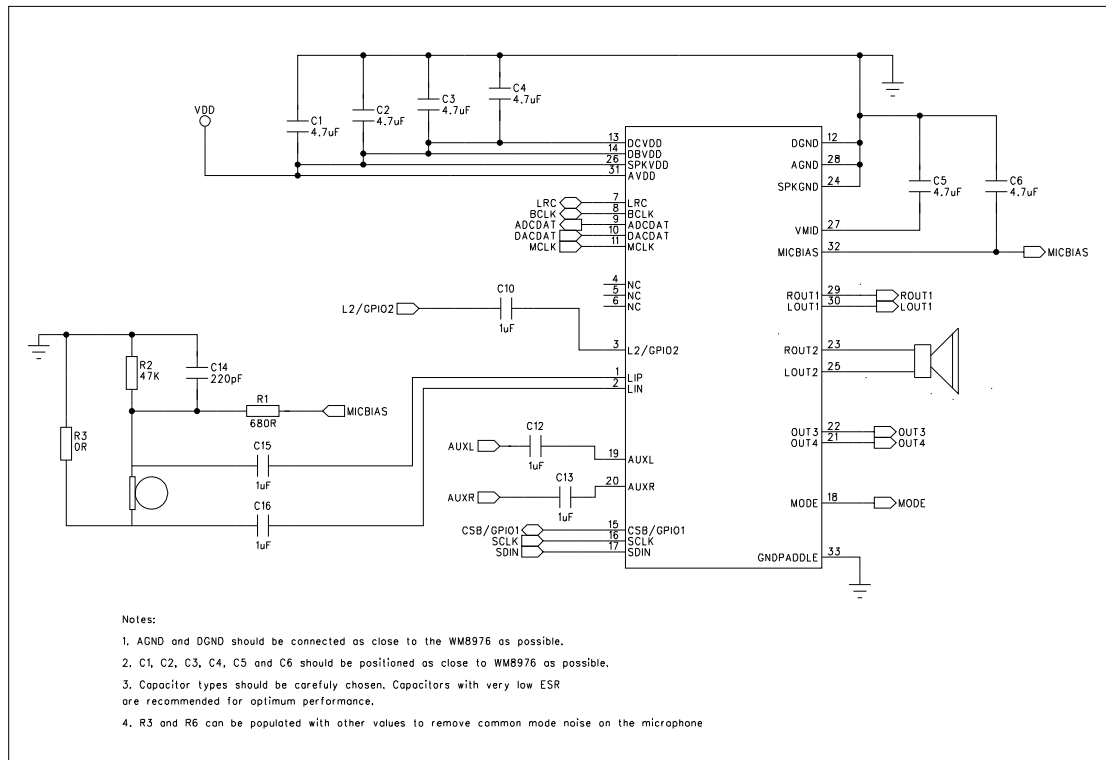 C4
4.7uF
C3
4.7uF
C2
4.7uF
C1
4.7uF
VDD
13 DCVDD
14 DBVDD
26 SPKVDD
31 AVDD
DGND 12
AGND 28
SPKGND 24
C5
4.7uF
C6
4.7uF
LRC 7 LRC
BCLK 8 BCLK
ADCDAT 9 ADCDAT
DACDAT 10 DACDAT
MCLK 11 MCLK
VMID 27
MICBIAS 32 MICBIAS
4 NC
5 NC
6 NC
ROUT1 29 ROUT1
LOUT1 30 LOUT1
C10
L2/GPIO2
1uF
3 L2/GPIO2
ROUT2 23
LOUT2 25
R2
47K
C14
220pF
1 LIP
2 LIN
R1
MICBIAS
680R
R3
0R
C15
1uF
C16
1uF
OUT3 22 OUT3
OUT4 21 OUT4
C12
AUXL
1uF
19 AUXL
C13
AUXR
1uF
20 AUXR
MODE 18 MODE
CSB/GPIO1 15 CSB/GPIO1
SCLK 16 SCLK
SDIN 17 SDIN
GNDPADDLE 33
Notes:
1. AGND and DGND should be connected as close to the WM8976 as possible.
2. C1, C2, C3, C4, C5 and C6 should be positioned as close to WM8976 as possible.
3. Capacitor types should be carefuly chosen. Capacitors with very low ESR
are recommended for optimum performance.
4. R3 and R6 can be populated with other values to remove common mode noise on the microphone